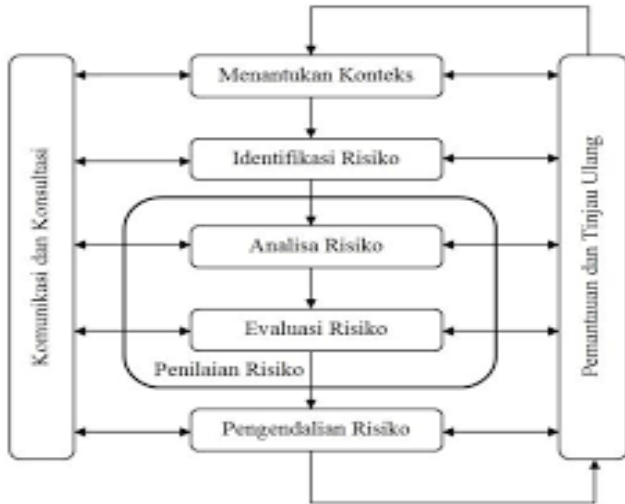 Menantukan Konteks
Identifikasi Risiko
Analisa Risiko
Evaluasi Risiko
Penilaian Risiko
Pengendalian Risiko
Komunikasi dan Konsultasi
Pemantauan dan Tinjau Ulang